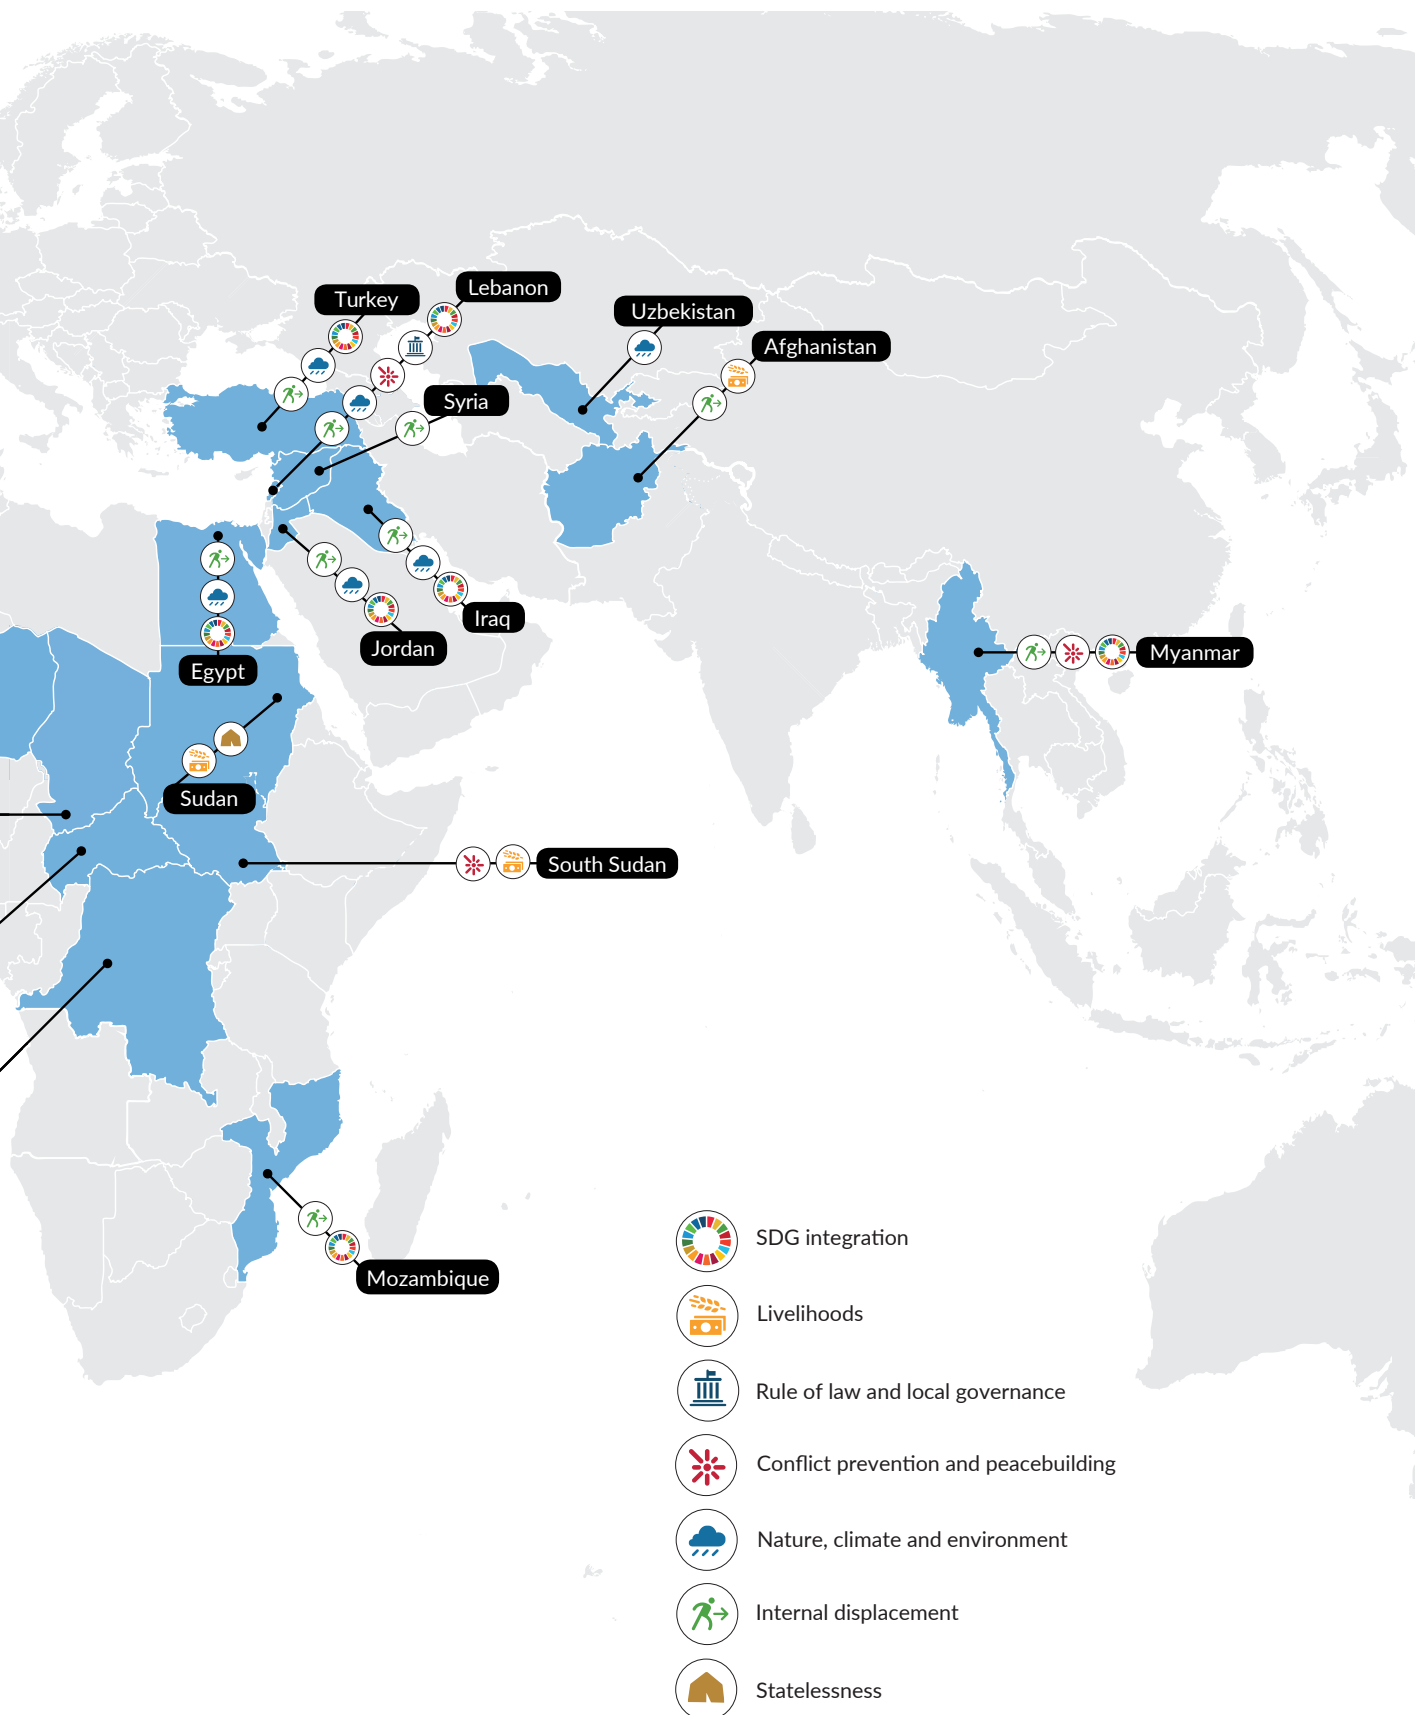 Lebanon
Turkey
Uzbekistan
Afghanistan
Syria
Iraq
Jordan
Myanmar
Egypt
Sudan
South Sudan
Mozambique
SDG integration
Livelihoods
Rule of law and local governance
Conflict prevention and peacebuilding
Nature, climate and environment
Internal displacement
Statelessness